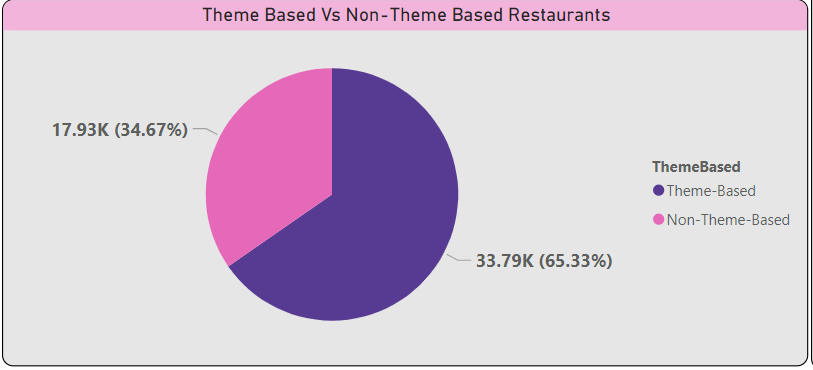 Theme Based Vs Non-Theme Based Restaurants
17.93K (34.67%)
ThemeBased
Theme-Based
Non-Theme-Based
33.79K (65.33%)